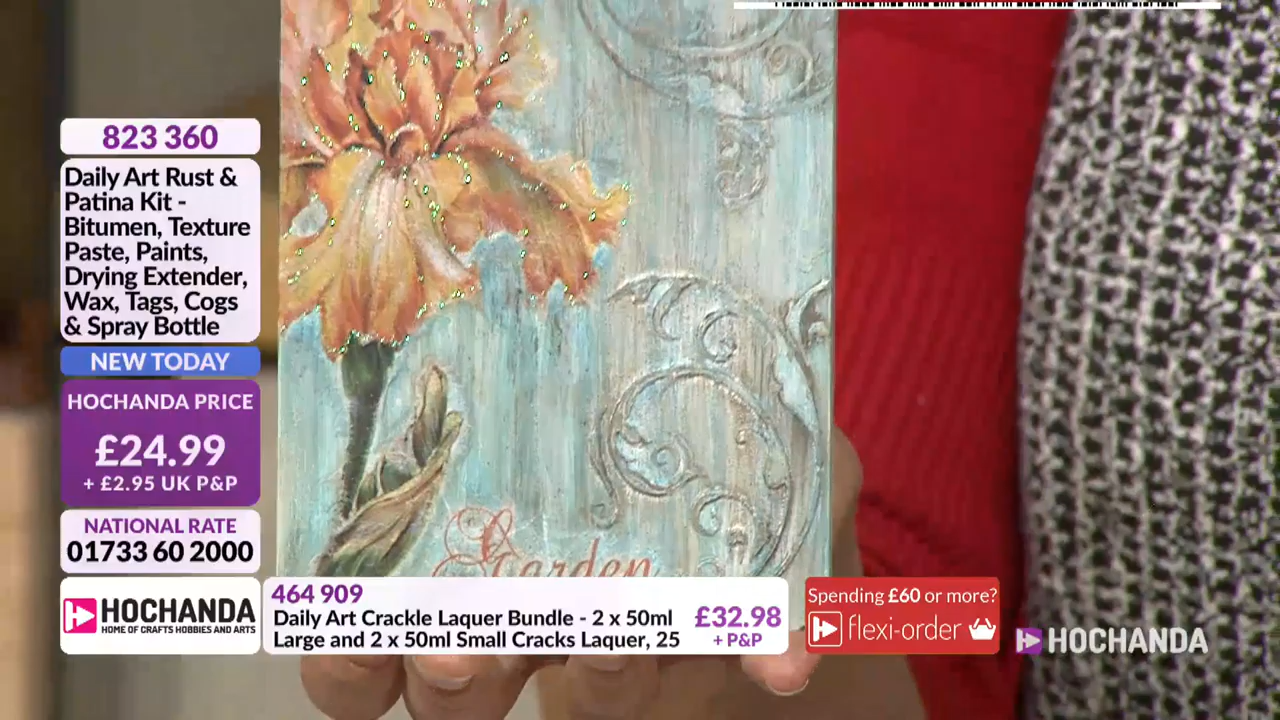 823 360
Daily Art Rust &
Patina Kit -
Bitumen, Texture
Paste, Paints,
Drying Extender,
Wax, Tags, Cogs
& Spray Bottle
NEW TODAY
HOCHANDA PRICE
£24.99
+ £2.95 UK P&P
NATIONAL RATE
01733 60 2000
HOCHANDA
HOME OF CRAFTS HOBBIES AND ARTS
464 909
Daily Art Crackle Laquer Bundle - 2 x 50ml
Large and 2 x 50ml Small Cracks Laquer, 25
£32.98
+ P&P
Spending £60 or more?
flexi-order
HOCHANDA
Garden